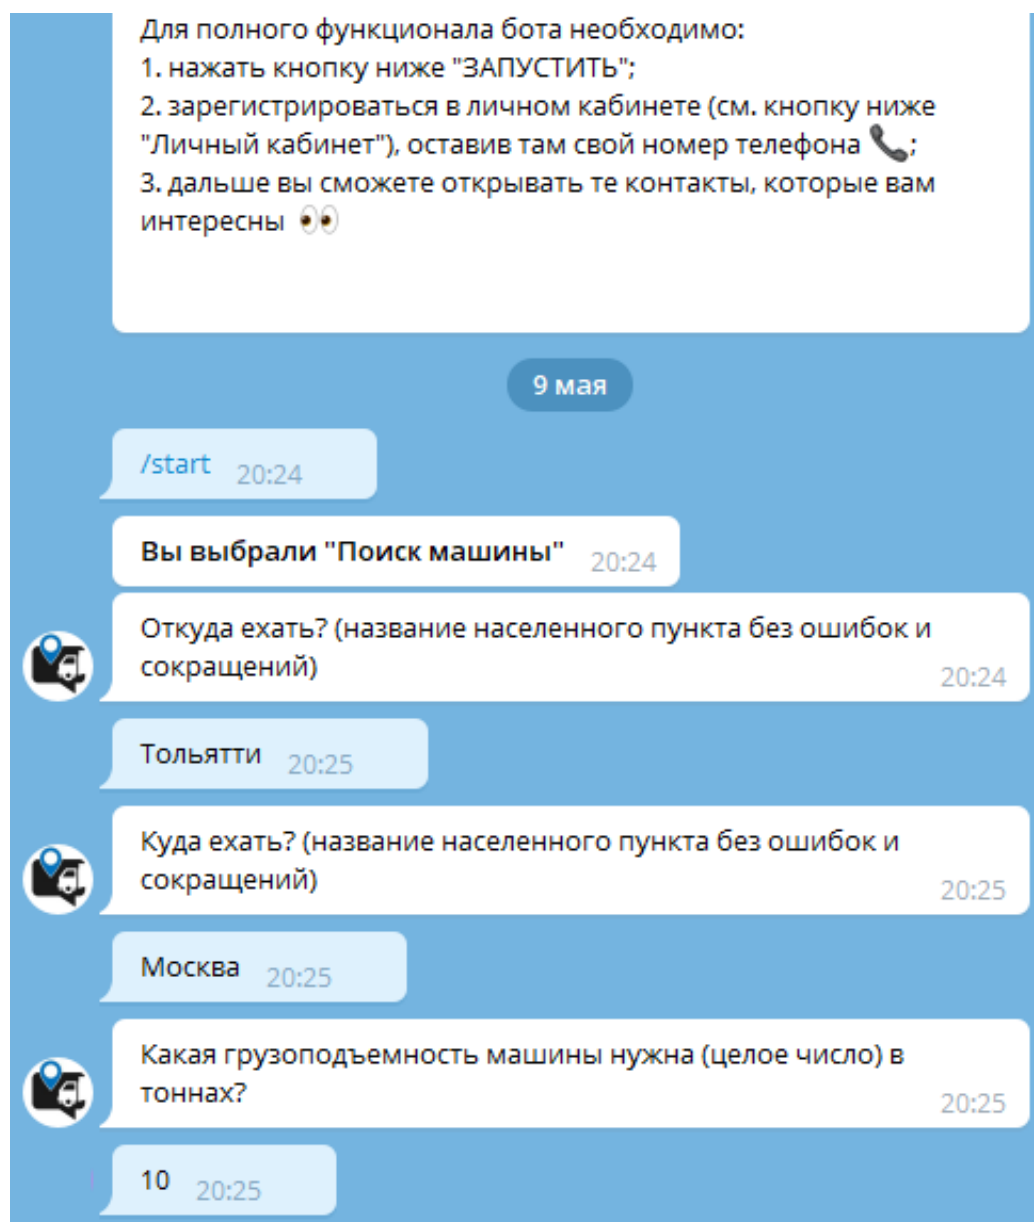 Для полного функционала бота необходимо:
1. нажать кнопку ниже "ЗАПУСТИТЬ";
2. зарегистрироваться в личном кабинете (см. кнопку ниже
"Личный кабинет"), оставив там свой номер телефона 📞;
3. дальше вы сможете открывать те контакты, которые вам
интересны 👀
9 мая
/start 20:24
Вы выбрали "Поиск машины" 20:24
Откуда ехать? (название населенного пункта без ошибок и
сокращений) 20:24
Тольятти 20:25
Куда ехать? (название населенного пункта без ошибок и
сокращений) 20:25
Москва 20:25
Какая грузоподъемность машины нужна (целое число) в
тоннах? 20:25
10 20:25